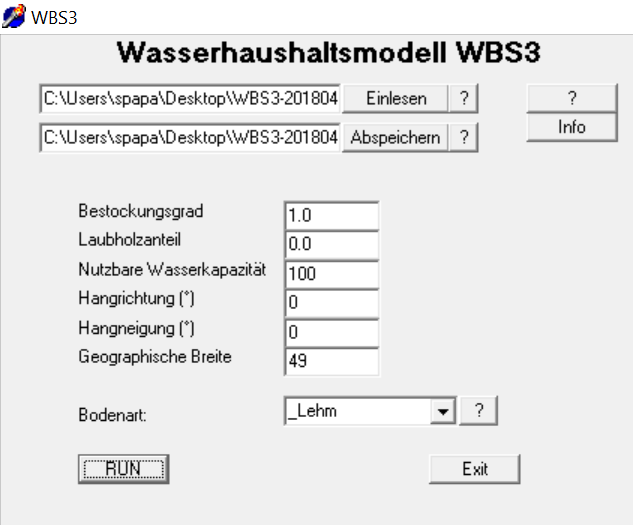 WBS3
Wasserhaushaltsmodell WBS3
C:\Users\spapa\Desktop\WBS3-201804 Einlesen ? ?
C:\Users\spapa\Desktop\WBS3-201804 Abspeichern ? Info
Bestockungsgrad 1.0
Laubholzanteil 0.0
Nutzbare Wasserkapazität 100
Hangrichtung (°) 0
Hangneigung (°) 0
Geographische Breite 49
Bodenart: _Lehm ?
RUN Exit